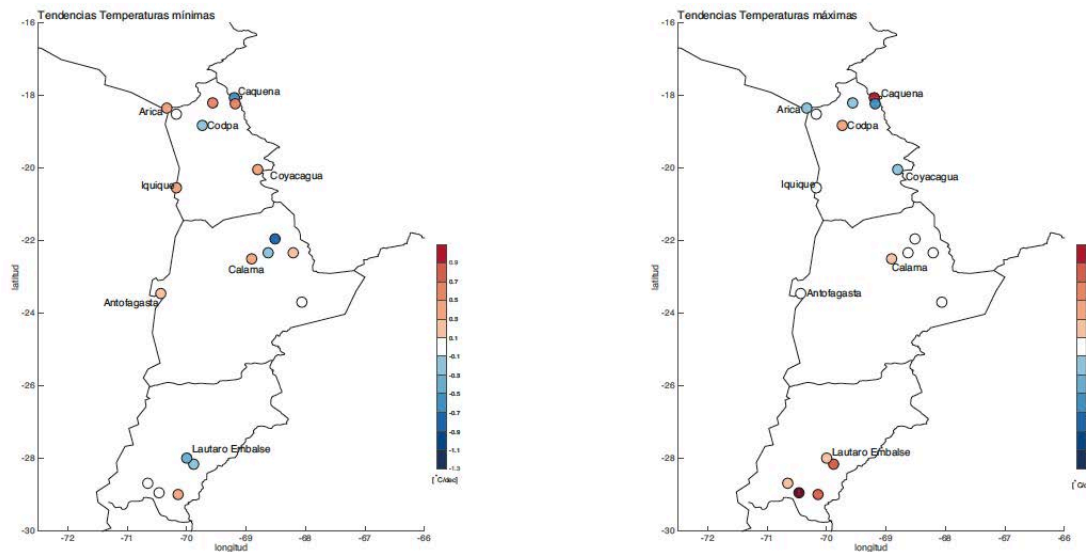 Tendencias Temperaturas mínimas
-16
-18
-20
-22
-24
-26
-28
-30
latitud
Caquena
Arica
Codpa
Coyacagua
Iquique
Calama
Antofagasta
Lautaro Embalse
0.9
0.7
0.5
0.3
0.1
-0.1
-0.3
-0.5
-0.7
-0.9
-1.1
-1.3
[°C/dec]
-72
-71
-70
-69
-68
-67
-66
longitud
Tendencias Temperaturas máximas
-16
-18
-20
-22
-24
-26
-28
-30
latitud
Caquena
Arica
Codpa
Coyacagua
Iquique
Calama
Antofagasta
Lautaro Embalse
[°C/de
-72
-71
-70
-69
-68
-67
-66
longitud